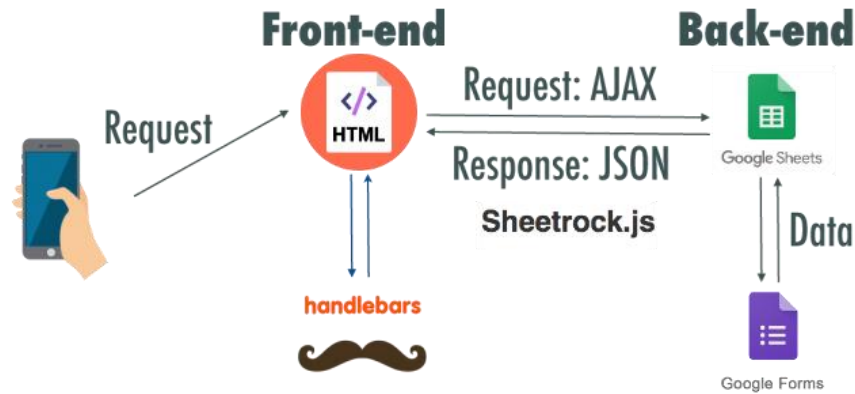 Front-end
Back-end
</>
HTML
Request
Request: AJAX
Response: JSON
Google Sheets
Sheetrock.js
Data
handlebars
Google Forms